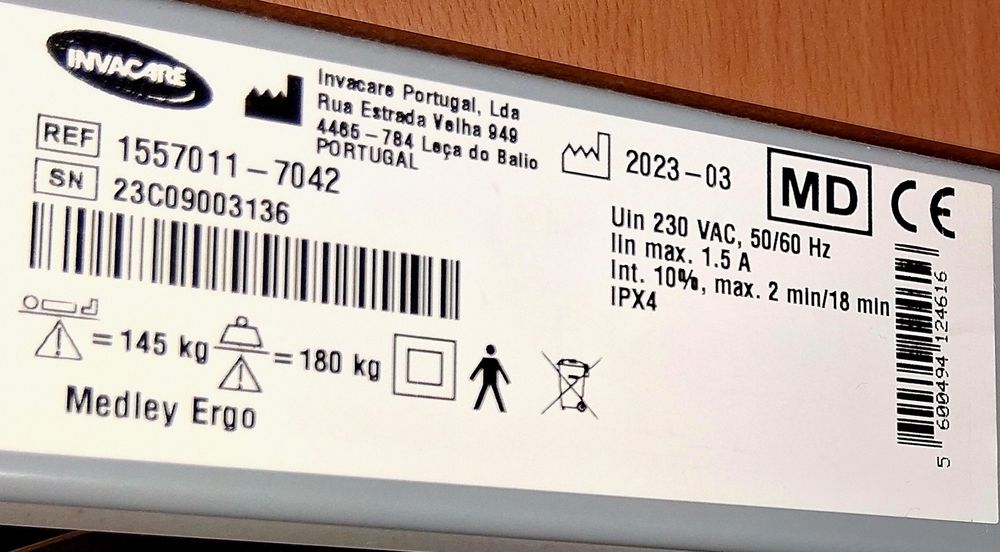 INVACARE
Invacare Portugal, Lda
Rua Estrada Velha 949
4465-784 Leça do Balio
PORTUGAL
2023-03
MD
CE
REF 1557011-7042
SN 23C09003136
Uin 230 VAC, 50/60 Hz
Iin max. 1.5 A
Int. 10%, max. 2 min/18 min
IPX4
= 145 kg
= 180 kg
Medley Ergo
5 600494 124616